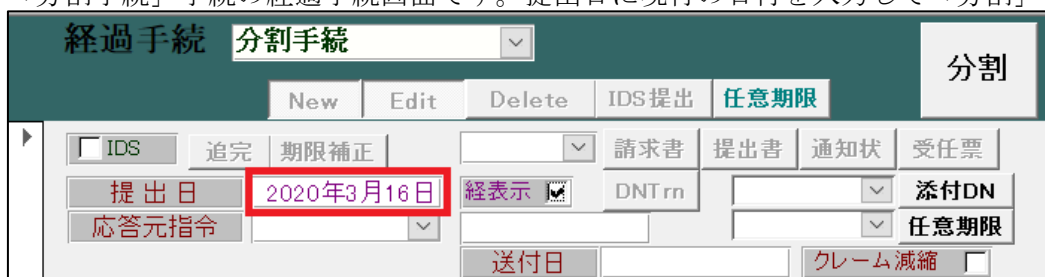 「分割手続」手続の経過手続画面です。提出日に現行の日付を入力して「分割」
経過手続 分割手続
分割
New Edit Delete IDS提出 任意期限
IDS 追完 期限補正 請求書 提出書 通知状 受任票
提出日 2020年3月16日 経表示 DNTrn 添付DN
応答元指令 任意期限
送付日 クレーム減縮